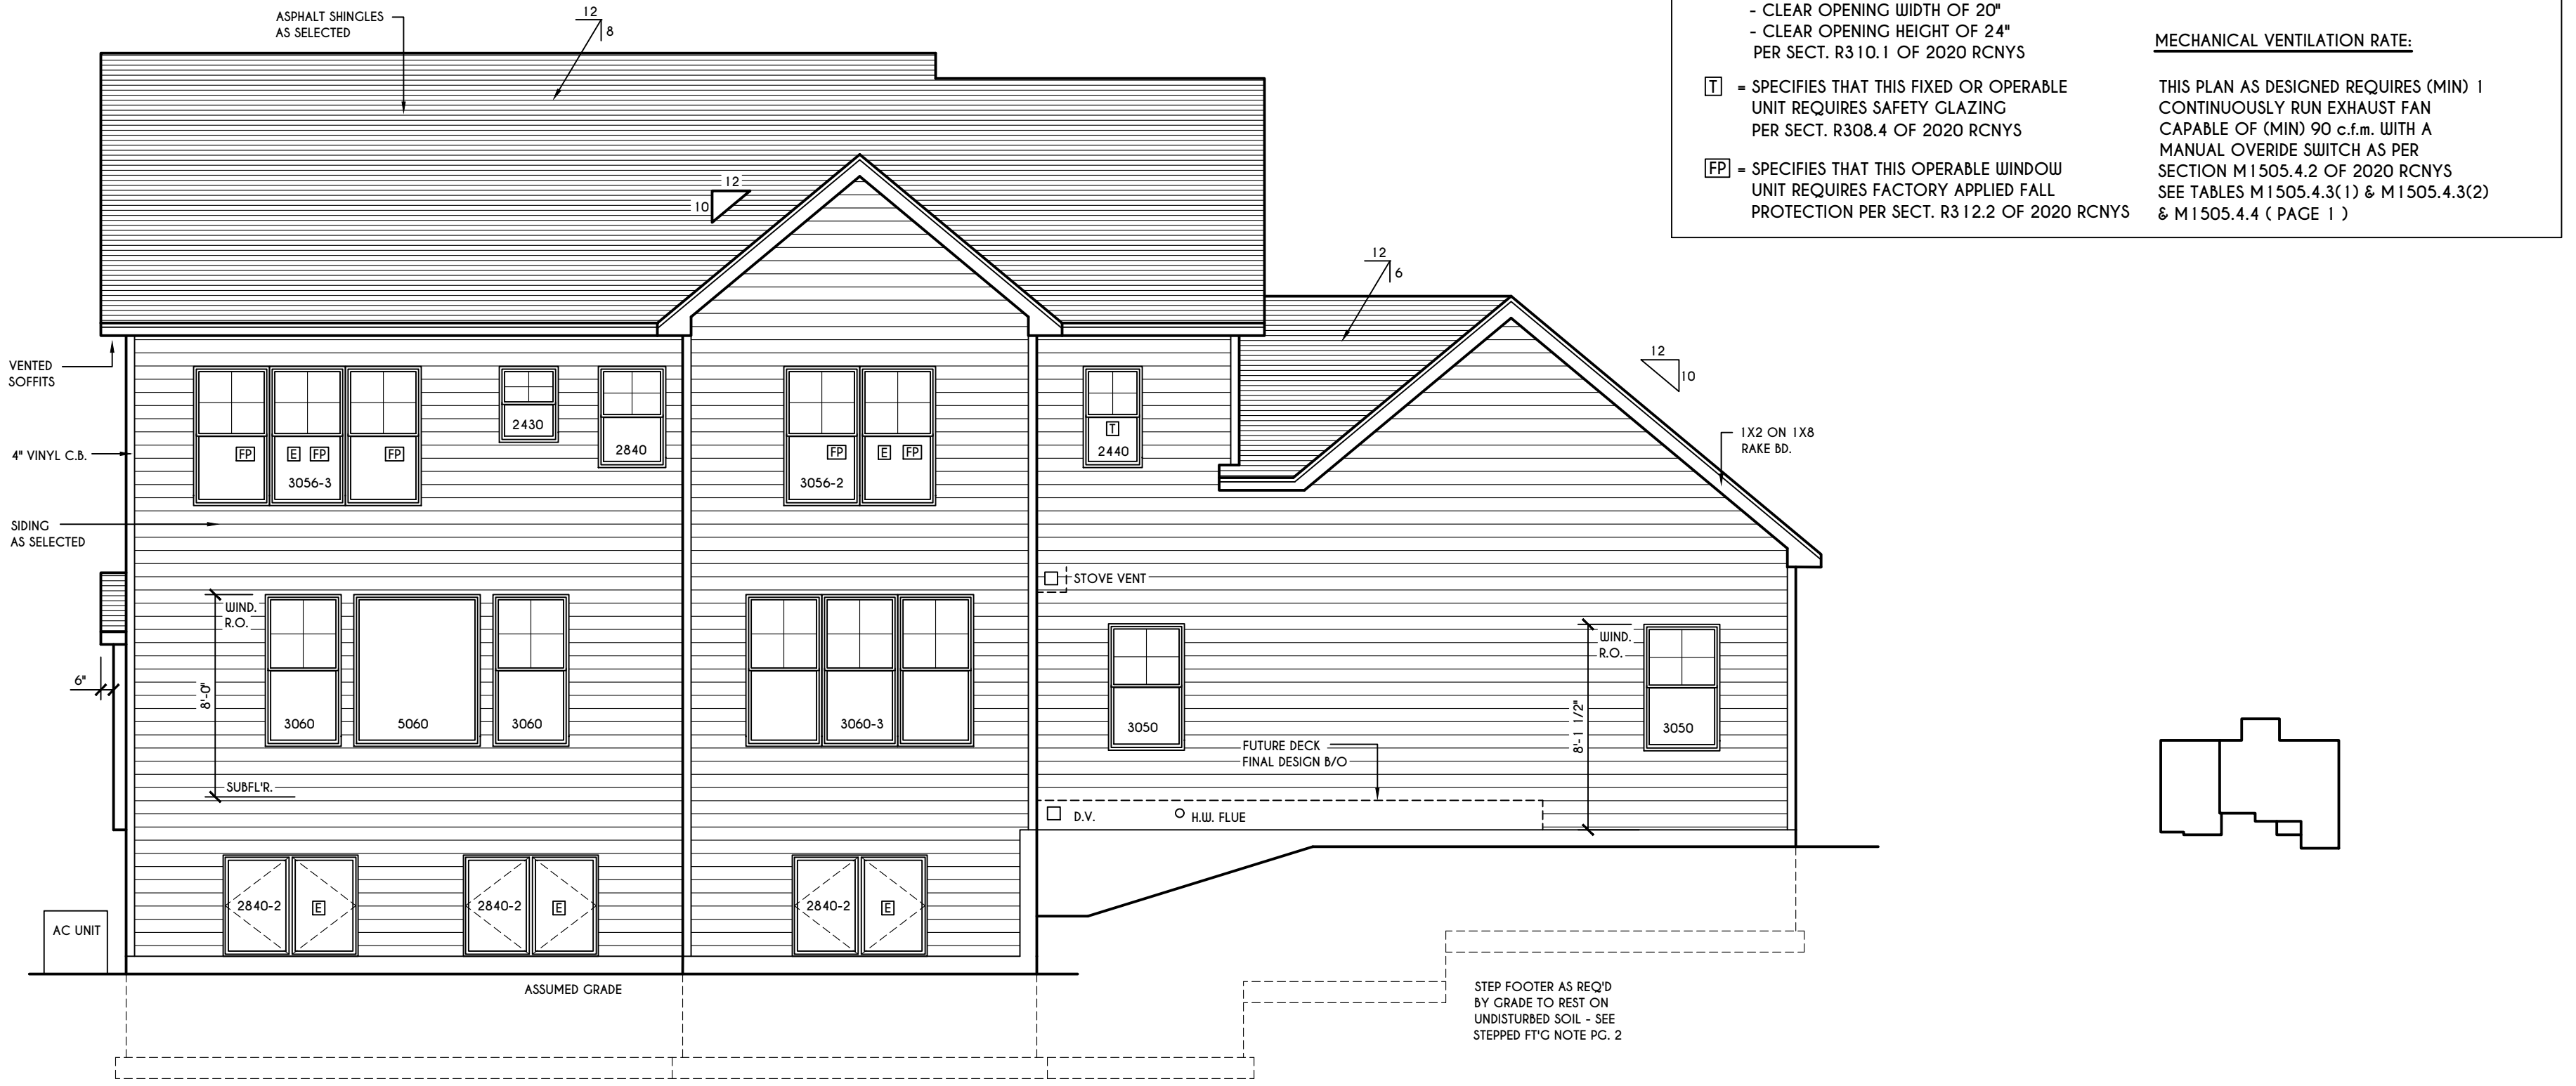 ASPHALT SHINGLES
AS SELECTED
12
8
- CLEAR OPENING WIDTH OF 20"
- CLEAR OPENING HEIGHT OF 24"
PER SECT. R310.1 OF 2020 RCNYS
T = SPECIFIES THAT THIS FIXED OR OPERABLE
UNIT REQUIRES SAFETY GLAZING
PER SECT. R308.4 OF 2020 RCNYS
FP = SPECIFIES THAT THIS OPERABLE WINDOW
UNIT REQUIRES FACTORY APPLIED FALL
PROTECTION PER SECT. R312.2 OF 2020 RCNYS
MECHANICAL VENTILATION RATE:
THIS PLAN AS DESIGNED REQUIRES (MIN) 1
CONTINUOUSLY RUN EXHAUST FAN
CAPABLE OF (MIN) 90 c.f.m. WITH A
MANUAL OVERIDE SWITCH AS PER
SECTION M1505.4.2 OF 2020 RCNYS
SEE TABLES M1505.4.3(1) & M1505.4.3(2)
& M1505.4.4 ( PAGE 1 )
12
10
12
6
12
10
VENTED
SOFFITS
4" VINYL C.B.
SIDING
AS SELECTED
FP
E FP
FP
3056-3
2430
2840
FP
E FP
3056-2
T
2440
1X2 ON 1X8
RAKE BD.
STOVE VENT
WIND.
R.O.
8'-0"
SUBFL'R.
6"
3060
5060
3060
3060-3
3050
WIND.
R.O.
8'-1 1/2"
3050
FUTURE DECK
FINAL DESIGN B/O
D.V.
H.W. FLUE
2840-2
E
2840-2
E
2840-2
E
AC UNIT
ASSUMED GRADE
STEP FOOTER AS REQ'D
BY GRADE TO REST ON
UNDISTURBED SOIL - SEE
STEPPED FT'G NOTE PG. 2